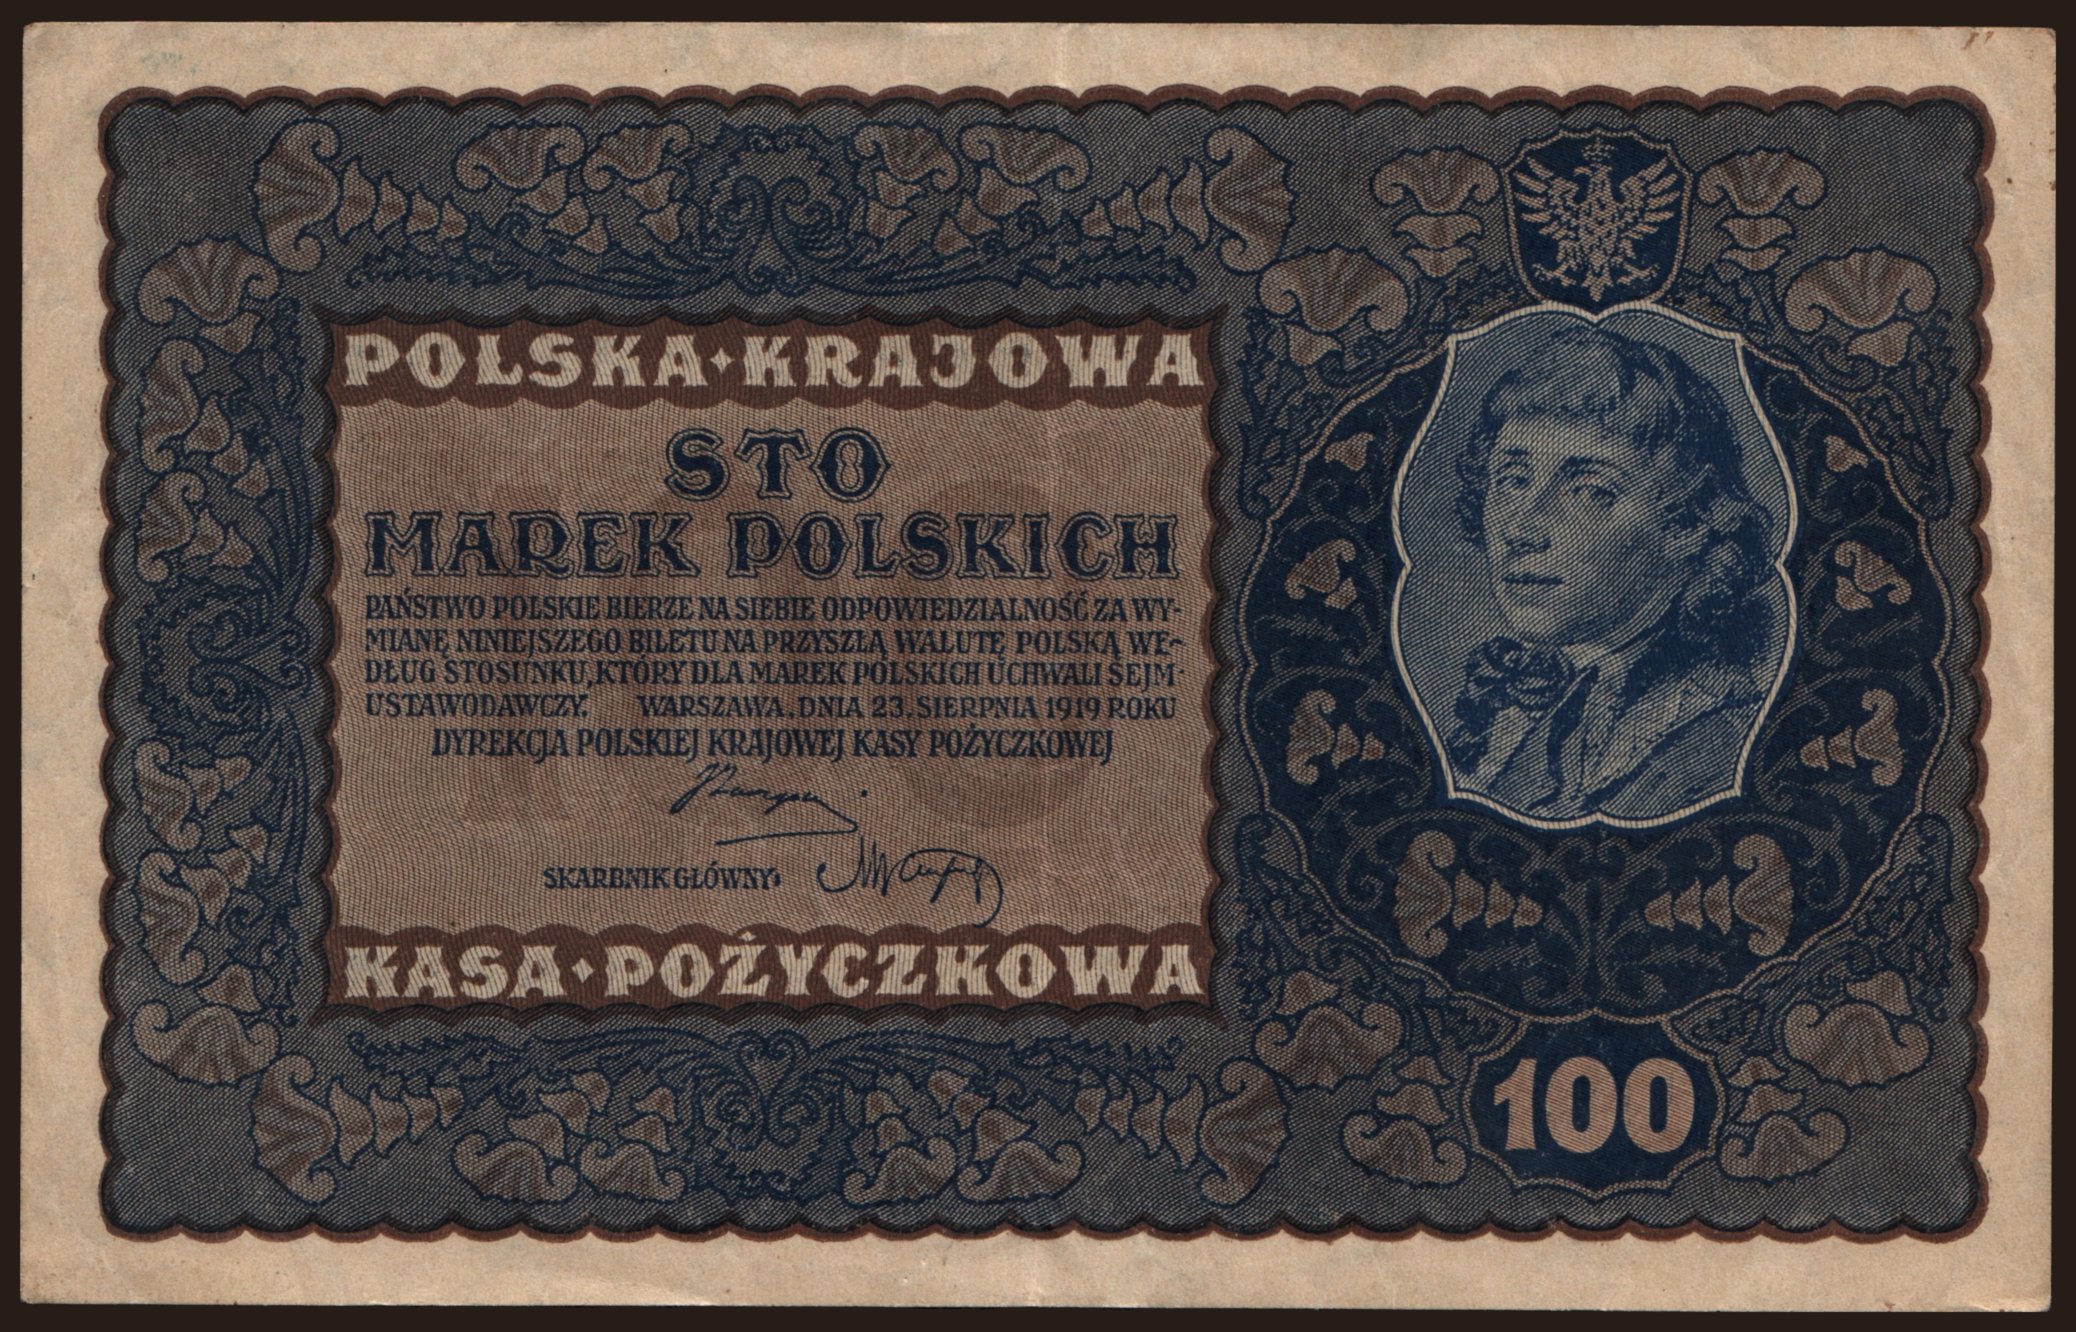 POLSKA · KRAJOWA
STO
MAREK POLSKICH
PAŃSTWO POLSKIE BIERZE NA SIEBIE ODPOWIEDZIALNOŚĆ ZA WY-
MIANĘ NINIEJSZEGO BILETU NA PRZYSZŁĄ WALUTĘ POLSKĄ WE-
DŁUG STOSUNKU, KTÓRY DLA MAREK POLSKICH UCHWALI SEJM-
USTAWODAWCZY. WARSZAWA, DNIA 23. SIERPNIA 1919 ROKU
DYREKCJA POLSKIEJ KRAJOWEJ KASY POŻYCZKOWEJ
SKARBNIK GŁÓWNY:
KASA · POŻYCZKOWA
100